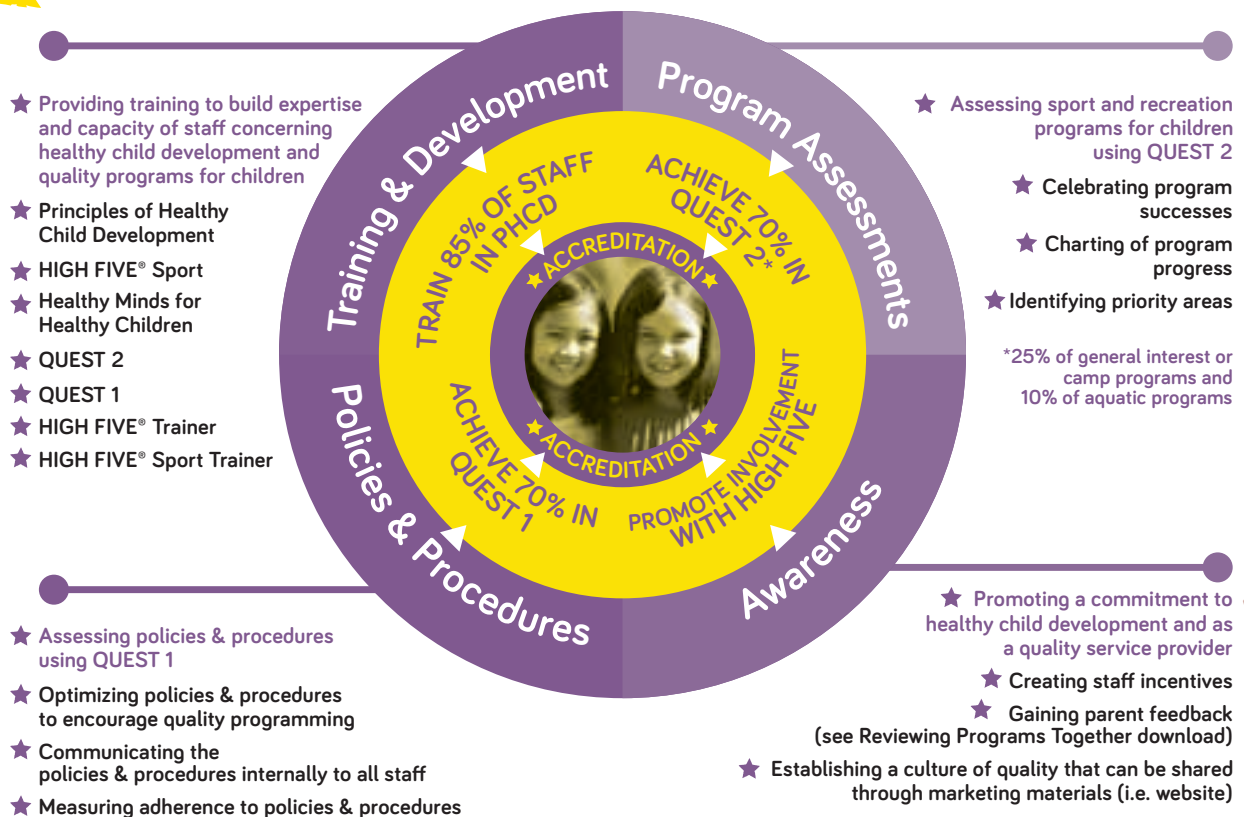 Training & Development
★ Providing training to build expertise
and capacity of staff concerning
healthy child development and
quality programs for children
★ Principles of Healthy
Child Development
★ HIGH FIVE® Sport
★ Healthy Minds for
Healthy Children
★ QUEST 2
★ QUEST 1
★ HIGH FIVE® Trainer
★ HIGH FIVE® Sport Trainer
TRAIN 85% OF STAFF
IN PHCD
Program Assessments
★ Assessing sport and recreation
programs for children
using QUEST 2
★ Celebrating program
successes
★ Charting of program
progress
★ Identifying priority areas
*25% of general interest or
camp programs and
10% of aquatic programs
ACHIEVE 70% IN
QUEST 2*
★ ACCREDITATION ★
★ ACCREDITATION ★
Policies & Procedures
ACHIEVE 70% IN
QUEST 1
★ Assessing policies & procedures
using QUEST 1
★ Optimizing policies & procedures
to encourage quality programming
★ Communicating the
policies & procedures internally to all staff
★ Measuring adherence to policies & procedures
Awareness
PROMOTE INVOLVEMENT
WITH HIGH FIVE
★ Promoting a commitment to
healthy child development and as
a quality service provider
★ Creating staff incentives
★ Gaining parent feedback
(see Reviewing Programs Together download)
★ Establishing a culture of quality that can be shared
through marketing materials (i.e. website)